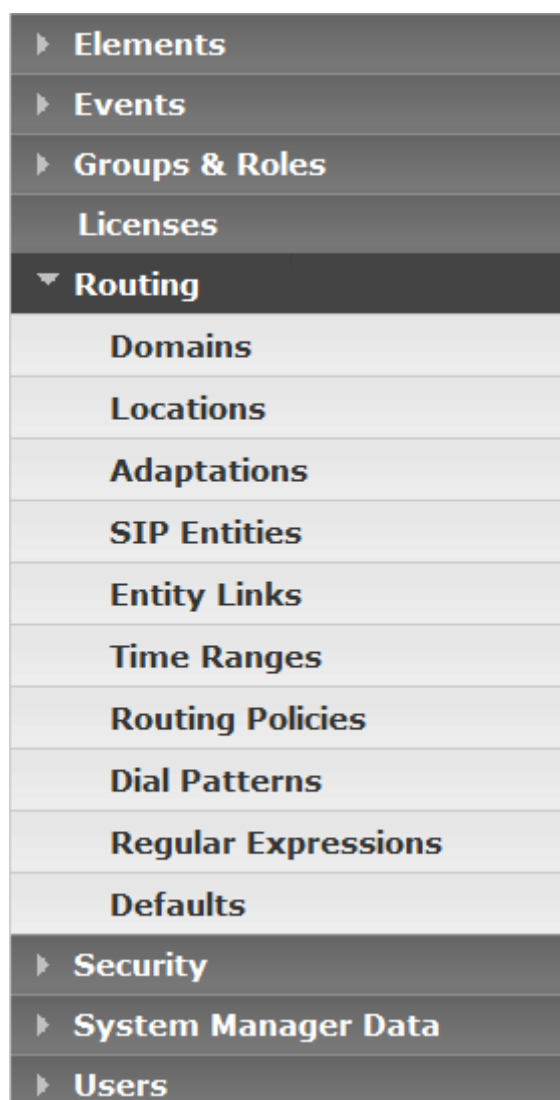 Elements
Events
Groups & Roles
Licenses
Routing
Domains
Locations
Adaptations
SIP Entities
Entity Links
Time Ranges
Routing Policies
Dial Patterns
Regular Expressions
Defaults
Security
System Manager Data
Users